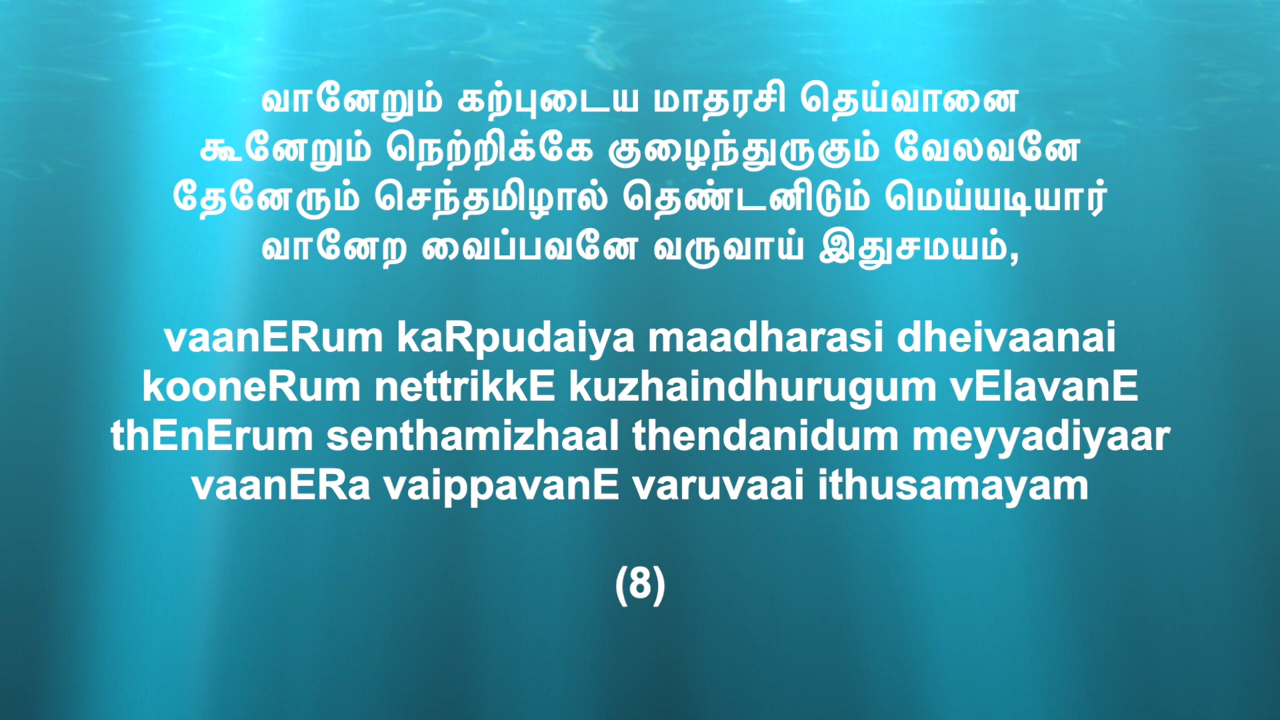 வானேறும் கற்புடைய மாதரசி தெய்வானை
கூனேறும் நெற்றிக்கே குழைந்துருகும் வேலவனே
தேனேரும் செந்தமிழால் தெண்டனிடும் மெய்யடியார்
வானேற வைப்பவனே வருவாய் இதுசமயம்,
vaanERum kaRpudaiya maadharasi dheivaanai
kooneRum nettrikkE kuzhaindhurugum vElavanE
thEnErum senthamizhaal thendanidum meyyadiyaar
vaanERa vaippavanE varuvaai ithusamayam
(8)